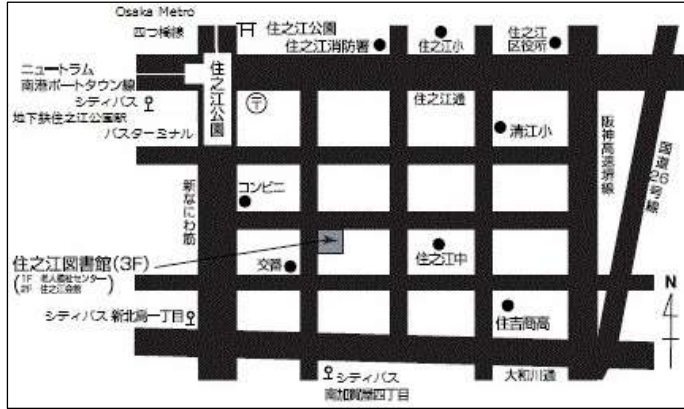 Osaka Metro
四つ橋線
住之江公園
住之江消防署
住之江小
住之江
区役所
ニュートラム
南港ポートタウン線
住之江公園
〒
住之江通
シティバス
地下鉄住之江公園駅
バスターミナル
清江小
阪神高速堺線
国道26号線
新なにわ筋
コンビニ
住之江図書館(3F)
(1F 老人福祉センター
2F 住之江会館)
交番
住之江中
シティバス 新北島一丁目
住吉商高
N
シティバス
南加賀屋四丁目
大和川通